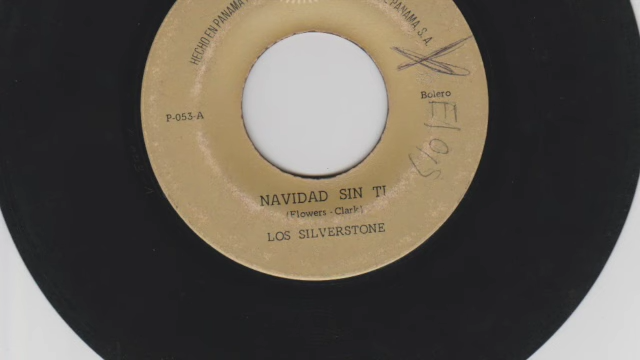 HECHO EN PANAMA
PANAMA, S. A.
P-053-A
Bolero
NAVIDAD SIN TI
(Flowers - Clark)
LOS SILVERSTONE